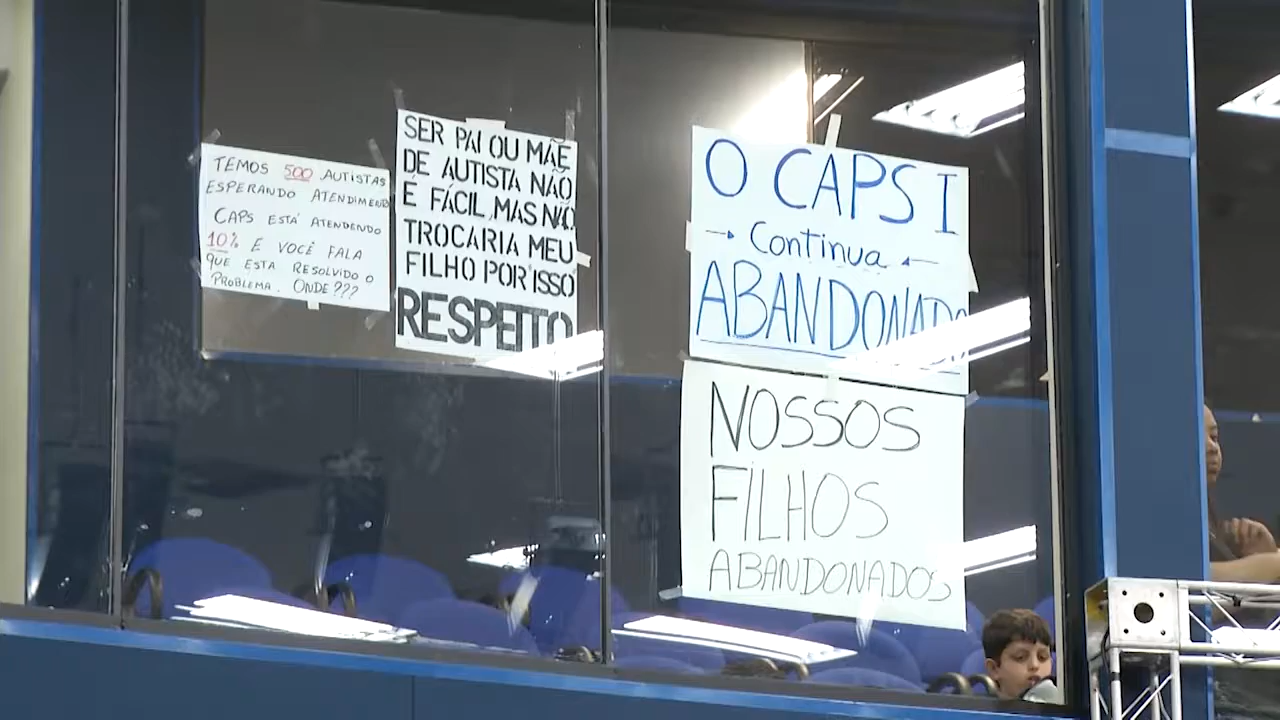 TEMOS 500 AUTISTAS
ESPERANDO ATENDIMENTO
CAPS ESTÁ ATENDENDO
10% E VOCÊ FALA
QUE ESTA RESOLVIDO O
PROBLEMA. ONDE???
SER PAI OU MÃE
DE AUTISTA NÃO
É FÁCIL, MAS NÃO
TROCARIA MEU
FILHO POR ISSO
RESPEITO
O CAPS I
→ Continua ←
ABANDONADO
NOSSOS
FILHOS
ABANDONADOS